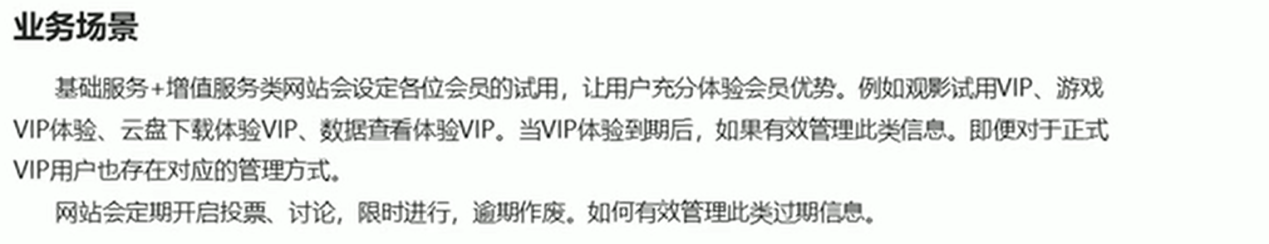 业务场景
基础服务+增值服务类网站会设定各位会员的试用，让用户充分体验会员优势。例如观影试用VIP、游戏
VIP体验、云盘下载体验VIP、数据查看体验VIP。当VIP体验到期后，如果有效管理此类信息。即便对于正式
VIP用户也存在对应的管理方式。
网站会定期开启投票、讨论，限时进行，逾期作废。如何有效管理此类过期信息。